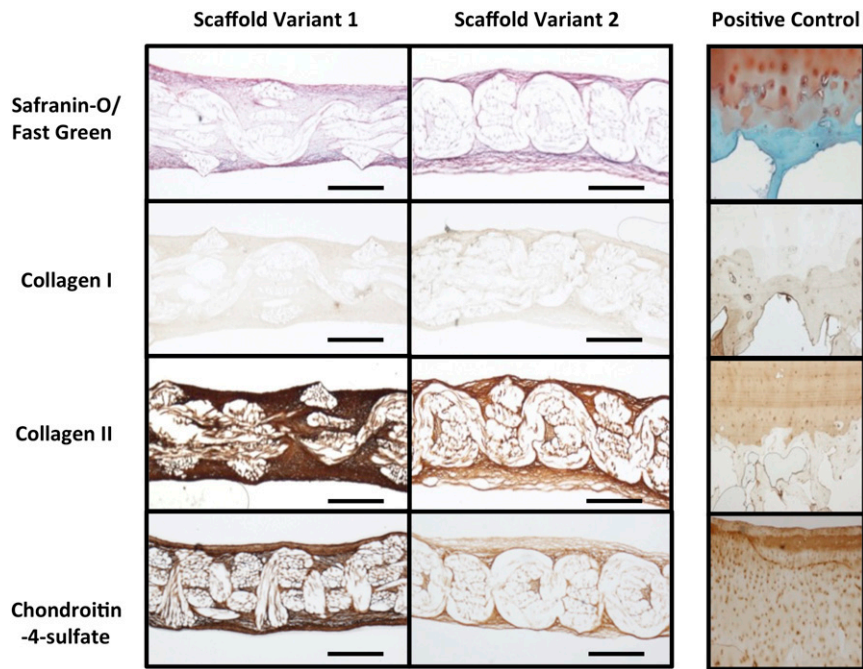 Scaffold Variant 1
Scaffold Variant 2
Positive Control
Safranin-O/
Fast Green
Collagen I
Collagen II
Chondroitin
-4-sulfate